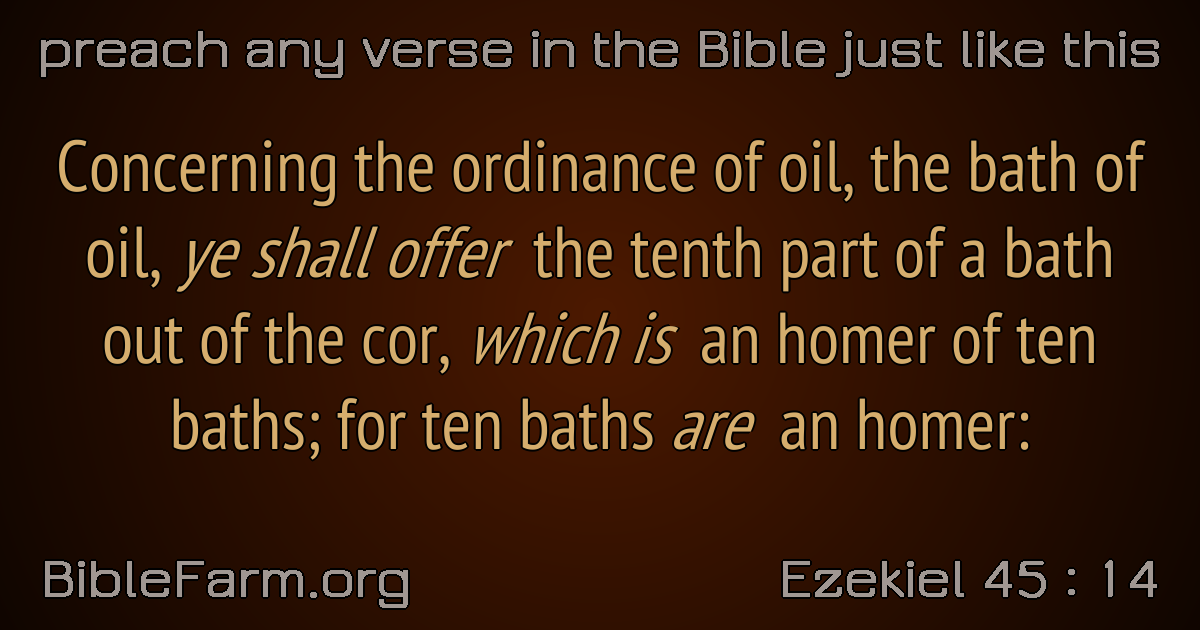 preach any verse in the Bible just like this
Concerning the ordinance of oil, the bath of
oil, ye shall offer the tenth part of a bath
out of the cor, which is an homer of ten
baths; for ten baths are an homer:
BibleFarm.org
Ezekiel 45 : 14